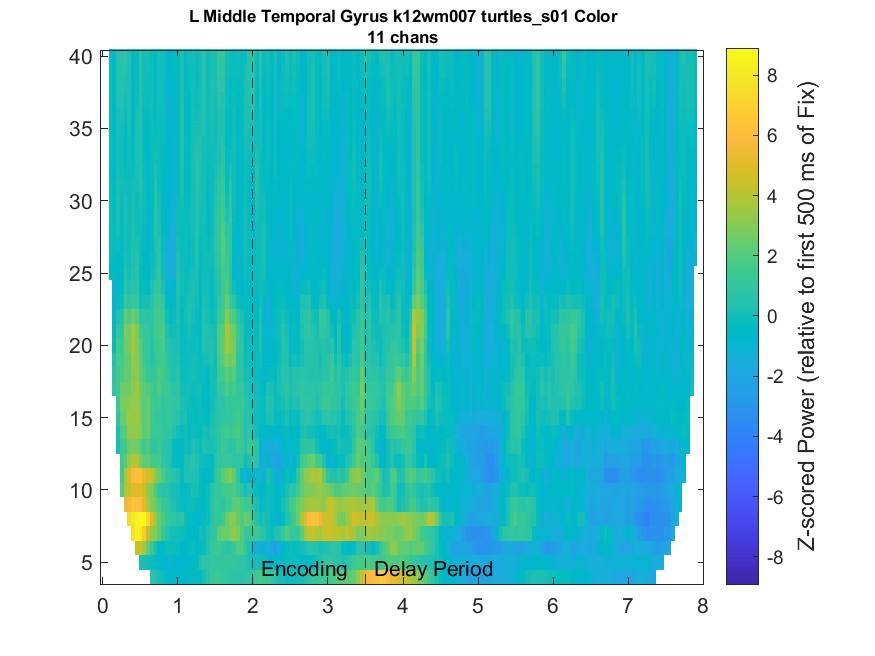 L Middle Temporal Gyrus k12wm007 turtles_s01 Color
11 chans
40
35
30
25
20
15
10
5
Encoding
Delay Period
0 1 2 3 4 5 6 7 8
8
6
4
2
0
-2
-4
-6
-8
Z-scored Power (relative to first 500 ms of Fix)